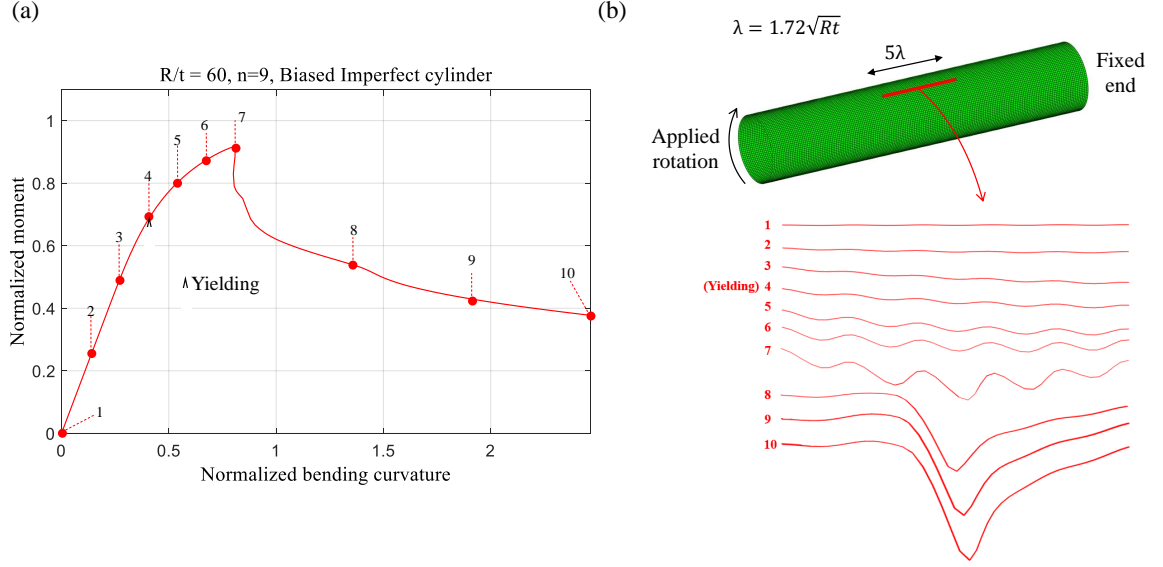 (a)
R/t = 60, n=9, Biased Imperfect cylinder
Normalized moment
1
0.8
0.6
0.4
0.2
0
0
0.5
1
1.5
2
Normalized bending curvature
1
2
3
4
5
6
7
8
9
10
Yielding
(b)
λ = 1.72√Rt
5λ
Fixed
end
Applied
rotation
1
2
3
(Yielding) 4
5
6
7
8
9
10